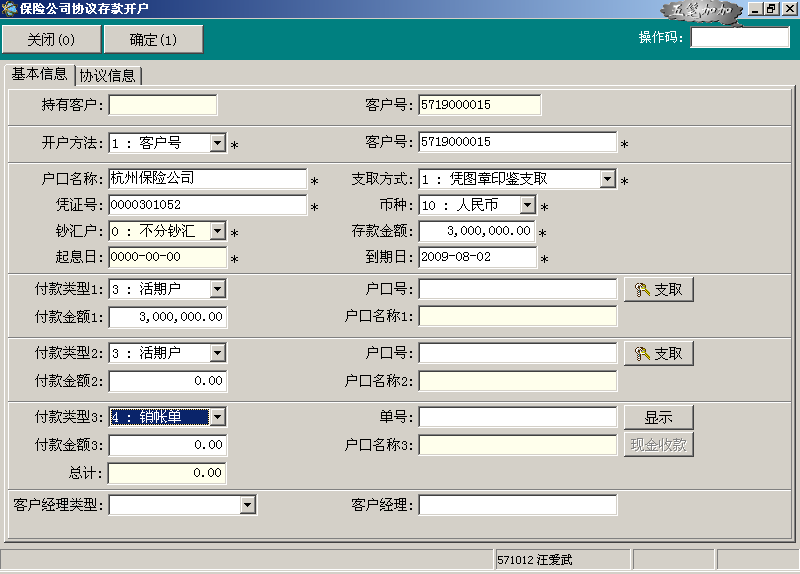 保险公司协议存款开户
五笔加加
关闭(0) 确定(1) 操作码:
基本信息 协议信息
持有客户: 客户号: 5719000015
开户方法: 1 : 客户号 * 客户号: 5719000015 *
户口名称: 杭州保险公司 * 支取方式: 1 : 凭图章印鉴支取 *
凭证号: 0000301052 * 币种: 10 : 人民币 *
钞汇户: 0 : 不分钞汇 * 存款金额: 3,000,000.00 *
起息日: 0000-00-00 * 到期日: 2009-08-02 *
付款类型1: 3 : 活期户 户口号: 支取
付款金额1: 3,000,000.00 户口名称1:
付款类型2: 3 : 活期户 户口号: 支取
付款金额2: 0.00 户口名称2:
付款类型3: 4 : 销账单 单号: 显示
付款金额3: 0.00 户口名称3: 现金收款
总计: 0.00
客户经理类型: 客户经理:
571012 汪爱武